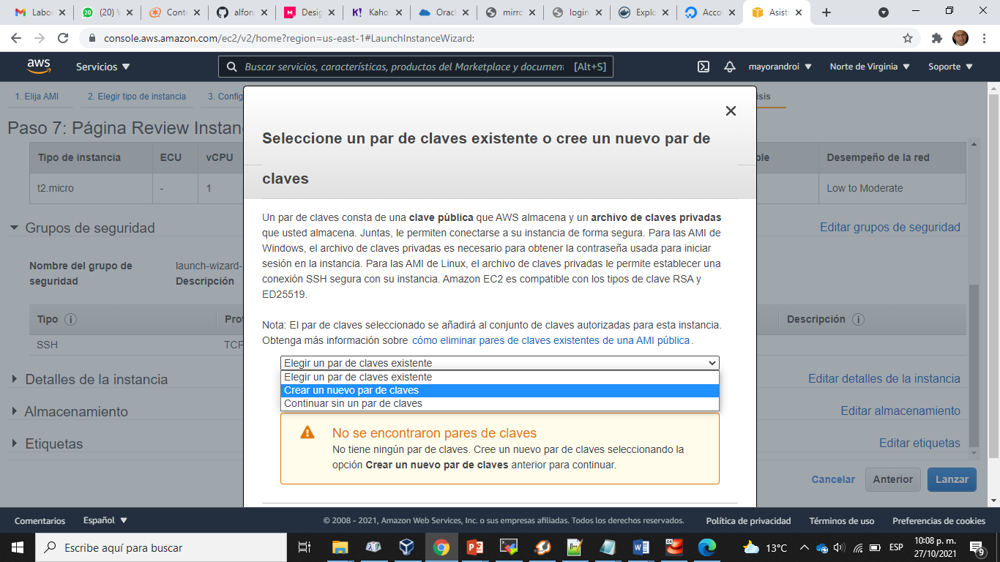 Labor
(20) V
Conte
alfon
Desig
K! Kaho
Oracl
mirro
login
Explo
Acco
Asist
console.aws.amazon.com/ec2/v2/home?region=us-east-1#LaunchInstanceWizard:
aws
Servicios
Buscar servicios, características, productos del Marketplace y document
[Alt+S]
mayorandroi
Norte de Virginia
Soporte
1. Elija AMI
2. Elegir tipo de instancia
3. Config
isis
Paso 7: Página Review Instan
Tipo de instancia
ECU
vCPU
ble
Desempeño de la red
t2.micro
-
1
Low to Moderate
Grupos de seguridad
Editar grupos de seguridad
Nombre del grupo de
seguridad
launch-wizard-
Descripción
Tipo
Prot
Descripción
SSH
TCP
Detalles de la instancia
Editar detalles de la instancia
Almacenamiento
Editar almacenamiento
Etiquetas
Editar etiquetas
Cancelar
Anterior
Lanzar
Seleccione un par de claves existente o cree un nuevo par de
claves
Un par de claves consta de una clave pública que AWS almacena y un archivo de claves privadas
que usted almacena. Juntas, le permiten conectarse a su instancia de forma segura. Para las AMI de
Windows, el archivo de claves privadas es necesario para obtener la contraseña usada para iniciar
sesión en la instancia. Para las AMI de Linux, el archivo de claves privadas le permite establecer una
conexión SSH segura con su instancia. Amazon EC2 es compatible con los tipos de clave RSA y
ED25519.
Nota: El par de claves seleccionado se añadirá al conjunto de claves autorizadas para esta instancia.
Obtenga más información sobre cómo eliminar pares de claves existentes de una AMI pública.
Elegir un par de claves existente
Elegir un par de claves existente
Crear un nuevo par de claves
Continuar sin un par de claves
No se encontraron pares de claves
No tiene ningún par de claves. Cree un nuevo par de claves seleccionando la
opción Crear un nuevo par de claves anterior para continuar.
Comentarios
Español
© 2008 - 2021, Amazon Web Services, Inc. o sus empresas afiliadas. Todos los derechos reservados.
Política de privacidad
Términos de uso
Preferencias de cookies
Escribe aquí para buscar
13°C
ESP
10:08 p. m.
27/10/2021
9